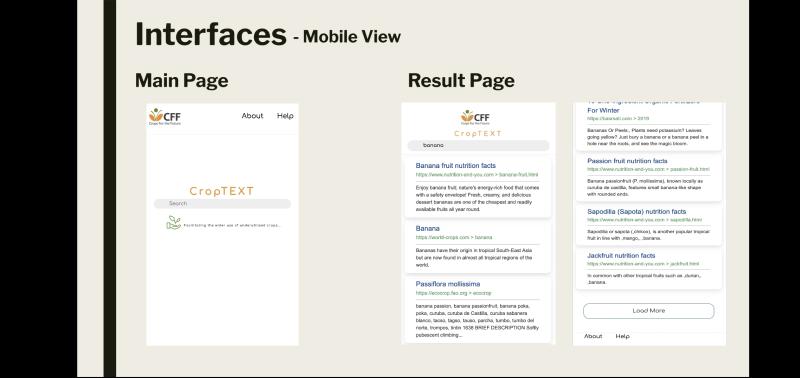 Interfaces - Mobile View
Main Page
Result Page
CFF
Crops For the Future
About Help
CropTEXT
Search
Facilitating the wider use of underutilised crops...
CFF
Crops For the Future
CropTEXT
banana
Banana fruit nutrition facts
https://www.nutrition-and-you.com > banana-fruit.html
Enjoy banana fruit; nature's energy-rich food that comes
with a safety envelope! Fresh, creamy, and delicious
dessert bananas are one of the cheapest and readily
available fruits all year round.
Banana
https://world-crops.com > banana
Bananas have their origin in tropical South-East Asia
but are now found in almost all tropical regions of the
world.
Passiflora mollissima
https://ecocrop.fao.org > ecocrop
banana passion, banana passionfruit, banana poka,
poka, curuba, curuba de Castilla, curuba sabanera
blanco, tacso, tagso, tauso, parcha, tumbo, tumbo del
norte, trompos, tintin 1638 BRIEF DESCRIPTION Softly
pubescent climbing...
For Winter
> 2019
Bananas Or Peels,. Plants need potassium? Leaves
going yellow? Just bury a banana or a banana peel in a
hole near the roots, and see the magic bloom.
Passion fruit nutrition facts
https://www.nutrition-and-you.com > passion-fruit.html
Banana passionfruit (P. mollissima), known locally as
curuba de castilla, features small banana-like shape
with rounded ends.
Sapodilla (Sapota) nutrition facts
https://www.nutrition-and-you.com > sapodilla.html
Sapodilla or sapota (,chikoo), is another popular tropical
fruit in line with ,mango,, ,banana,
Jackfruit nutrition facts
https://www.nutrition-and-you.com > jackfruit.html
In common with other tropical fruits such as ,durian,,
,banana,
Load More
About Help